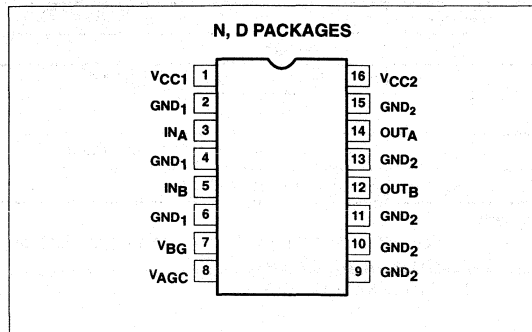 N, D PACKAGES
VCC1 1 16 VCC2
GND1 2 15 GND2
INA 3 14 OUTA
GND1 4 13 GND2
INB 5 12 OUTB
GND1 6 11 GND2
VBG 7 10 GND2
VAGC 8 9 GND2